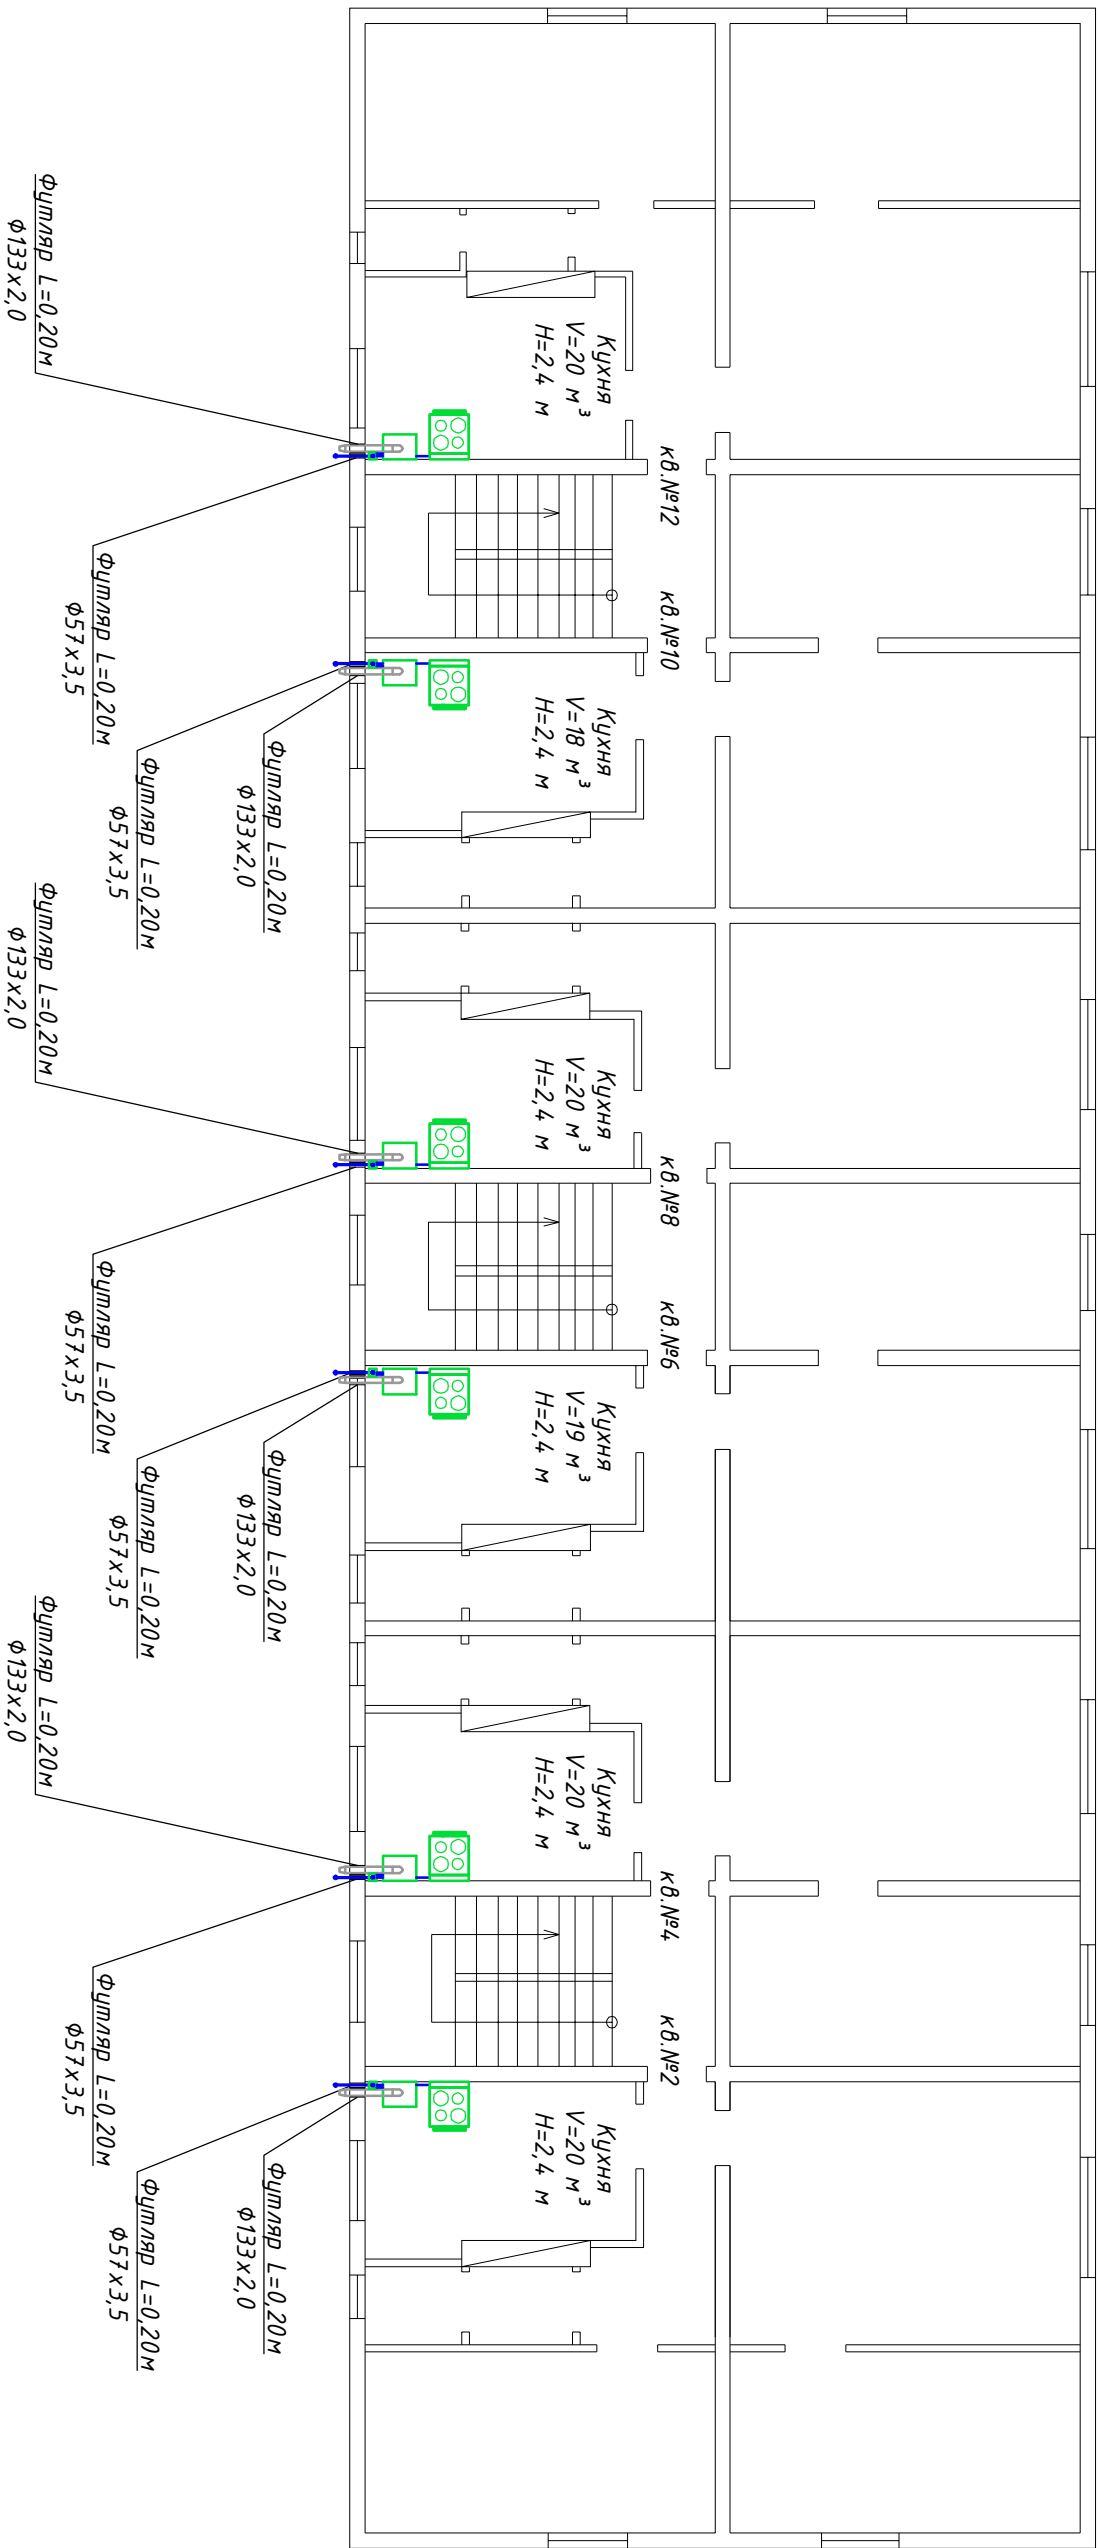 Кухня
V=20 м³
H=2,4 м
кв.№12
кв.№10
Кухня
V=18 м³
H=2,4 м
Кухня
V=20 м³
H=2,4 м
кв.№8
кв.№6
Кухня
V=19 м³
H=2,4 м
Кухня
V=20 м³
H=2,4 м
кв.№4
кв.№2
Кухня
V=20 м³
H=2,4 м
Футляр L=0,20м
ф133х2,0
Футляр L=0,20м
ф57х3,5
Футляр L=0,20м
ф57х3,5
Футляр L=0,20м
ф133х2,0
Футляр L=0,20м
ф133х2,0
Футляр L=0,20м
ф57х3,5
Футляр L=0,20м
ф57х3,5
Футляр L=0,20м
ф133х2,0
Футляр L=0,20м
ф133х2,0
Футляр L=0,20м
ф57х3,5
Футляр L=0,20м
ф57х3,5
Футляр L=0,20м
ф133х2,0